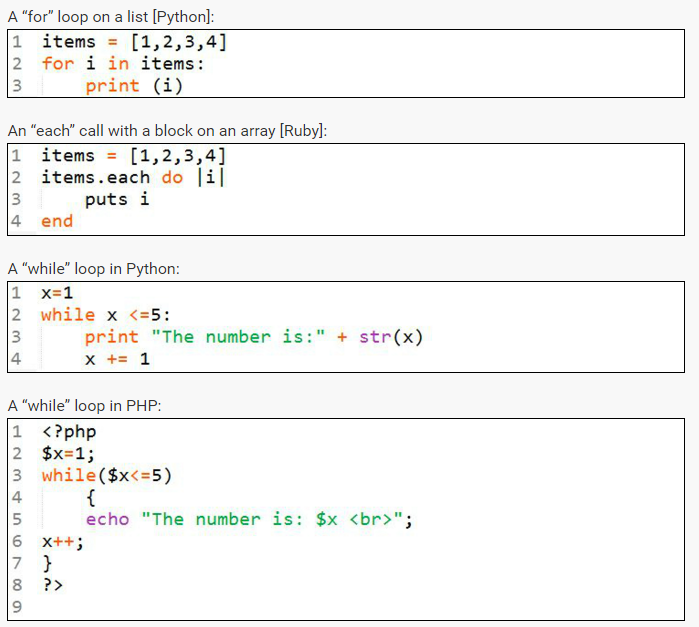 A “for” loop on a list [Python]:
1 items = [1,2,3,4]
2 for i in items:
3     print (i)
An “each” call with a block on an array [Ruby]:
1 items = [1,2,3,4]
2 items.each do |i|
3     puts i
4 end
A “while” loop in Python:
1 x=1
2 while x <=5:
3     print "The number is:" + str(x)
4     x += 1
A “while” loop in PHP:
1 <?php
2 $x=1;
3 while($x<=5)
4     {
5     echo "The number is: $x <br>";
6 x++;
7 }
8 ?>
9